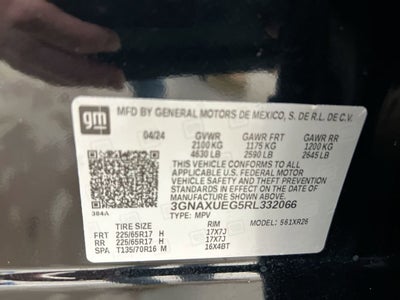 gm
MFD BY GENERAL MOTORS DE MEXICO, S. DE R.L. DE C.V.
04/24 GVWR GAWR FRT GAWR RR
2100 KG 1175 KG 1200 KG
4630 LB 2590 LB 2645 LB
THIS VEHICLE CONFORMS TO ALL APPLICABLE
U.S. FEDERAL MOTOR
VEHICLE SAFETY, BUMPER, AND THEFT
PREVENTION STANDARDS IN EFFECT ON THE
DATE OF MANUFACTURE SHOWN ABOVE.
3GNAXUEG5RL332066
384A TYPE: MPV MODEL: 561XR26
TIRE SIZE RIM
FRT 225/65R17 H 17X7J
RR 225/65R17 H 17X7J
SPA T135/70R16 M 16X4BT